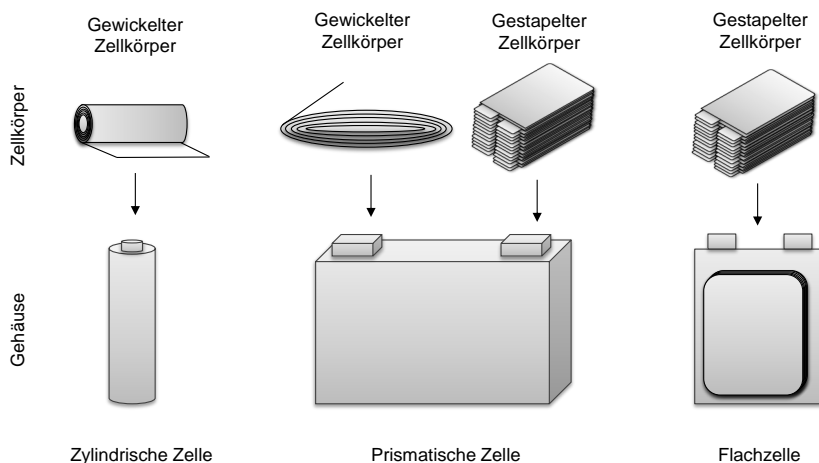 Gewickelter
Zellkörper
Gewickelter
Zellkörper
Gestapelter
Zellkörper
Gestapelter
Zellkörper
Zellkörper
Gehäuse
Zylindrische Zelle
Prismatische Zelle
Flachzelle